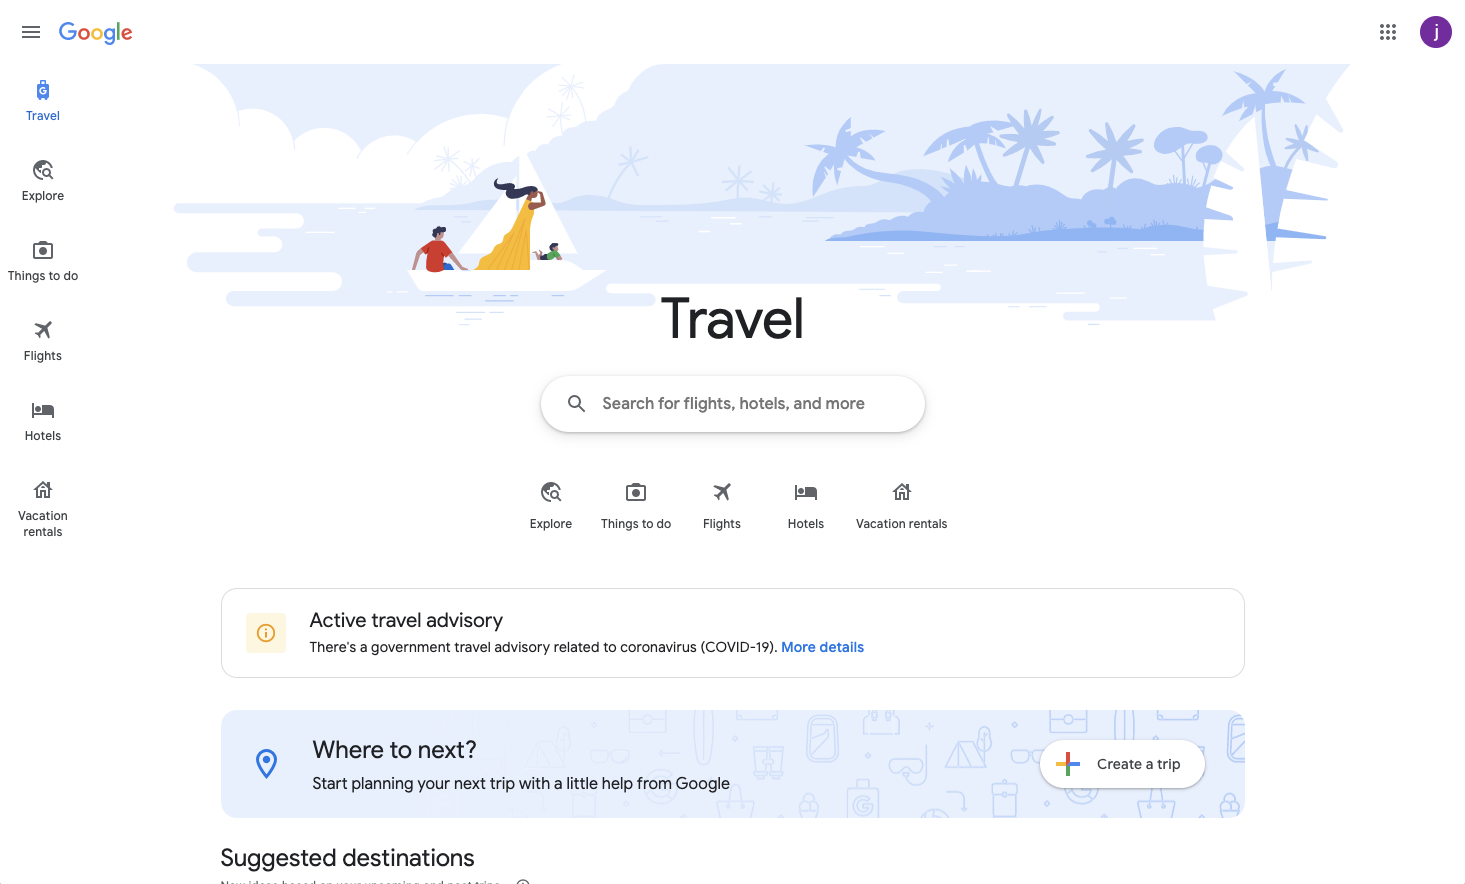 Google
j
Travel
Explore
Things to do
Flights
Hotels
Vacation
rentals
Travel
Search for flights, hotels, and more
Explore
Things to do
Flights
Hotels
Vacation rentals
Active travel advisory
There's a government travel advisory related to coronavirus (COVID-19). More details
Where to next?
Start planning your next trip with a little help from Google
Create a trip
Suggested destinations